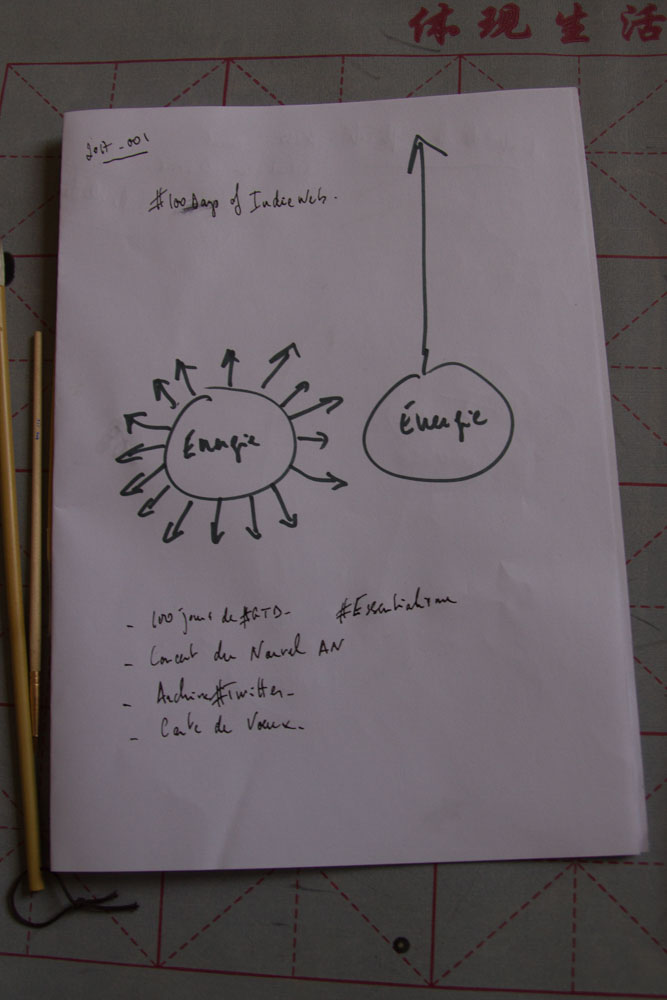 体现生活
2017-001
#100Days of IndieWeb.
Énergie
Énergie
- 100 jours de #GTD- #Essentialisme
- Concert du Nouvel AN
- Archive #Twitter-
- Carte de Voeux.